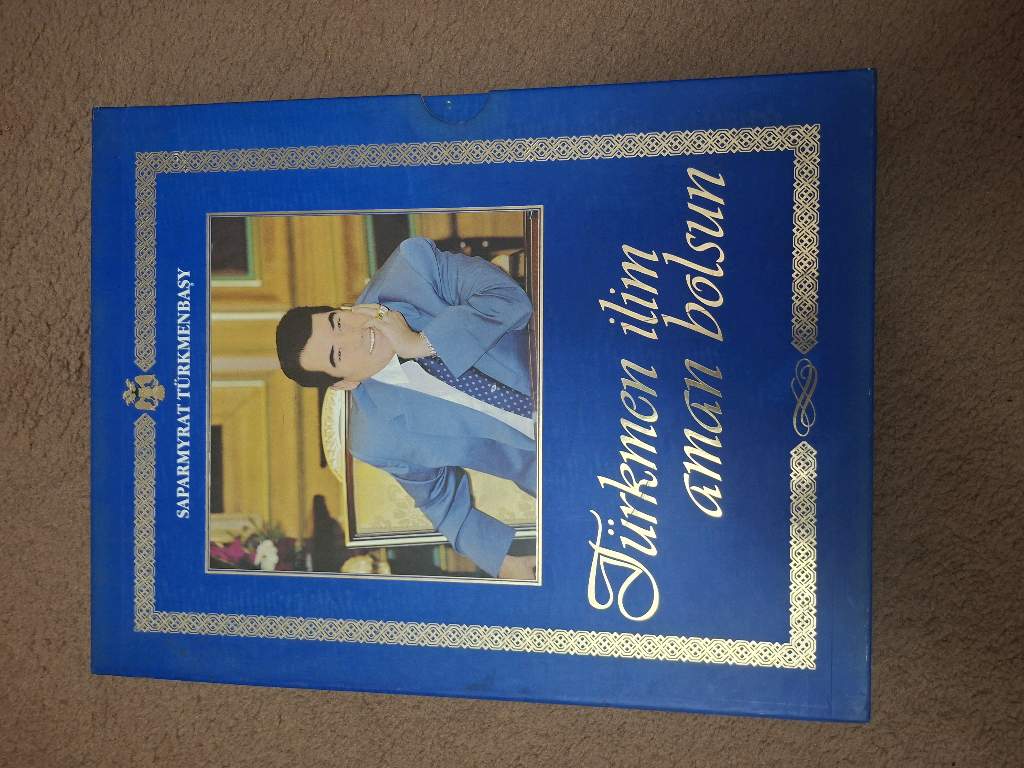 SAPARMYRAT TÜRKMENBAŞY
Türkmen ilim
aman bolsun